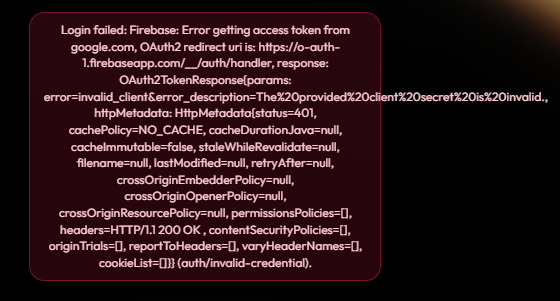 Login failed: Firebase: Error getting access token from
google.com, OAuth2 redirect uri is: https://o-auth-
1.firebaseapp.com/__/auth/handler, response:
OAuth2TokenResponse{params:
error=invalid_client&error_description=The%20provided%20client%20secret%20is%20invalid.,
httpMetadata: HttpMetadata{status=401,
cachePolicy=NO_CACHE, cacheDurationJava=null,
cacheImmutable=false, staleWhileRevalidate=null,
filename=null, lastModified=null, retryAfter=null,
crossOriginEmbedderPolicy=null,
crossOriginOpenerPolicy=null,
crossOriginResourcePolicy=null, permissionsPolicies=[],
headers=HTTP/1.1 200 OK , contentSecurityPolicies=[],
originTrials=[], reportToHeaders=[], varyHeaderNames=[],
cookieList=[]}} (auth/invalid-credential).